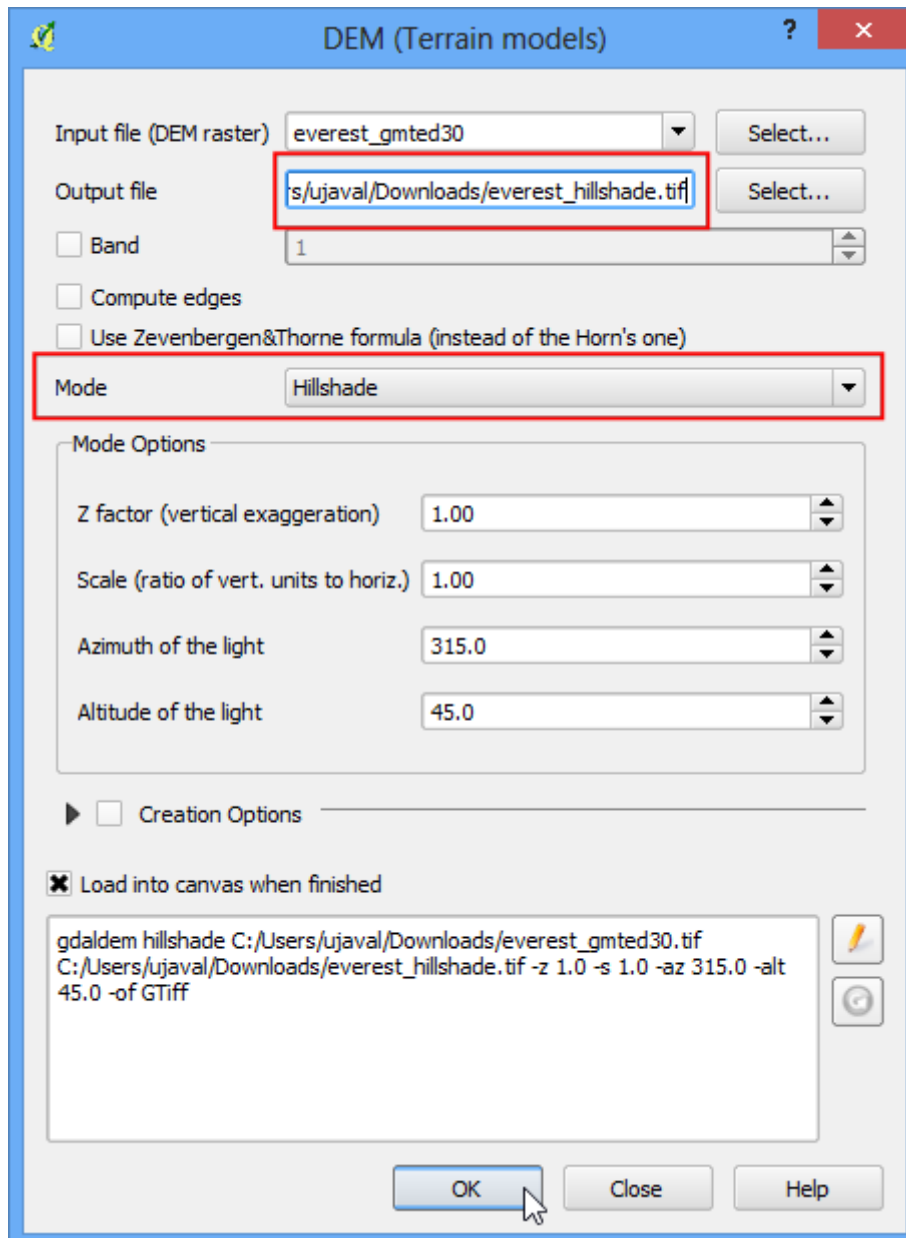 DEM (Terrain models)
?
×
Input file (DEM raster) everest_gmted30 Select...
Output file rs/ujaval/Downloads/everest_hillshade.tif Select...
Band 1
Compute edges
Use Zevenbergen&Thorne formula (instead of the Horn's one)
Mode Hillshade
Mode Options
Z factor (vertical exaggeration) 1.00
Scale (ratio of vert. units to horiz.) 1.00
Azimuth of the light 315.0
Altitude of the light 45.0
Creation Options
Load into canvas when finished
gdaldem hillshade C:/Users/ujaval/Downloads/everest_gmted30.tif
C:/Users/ujaval/Downloads/everest_hillshade.tif -z 1.0 -s 1.0 -az 315.0 -alt
45.0 -of GTiff
OK Close Help